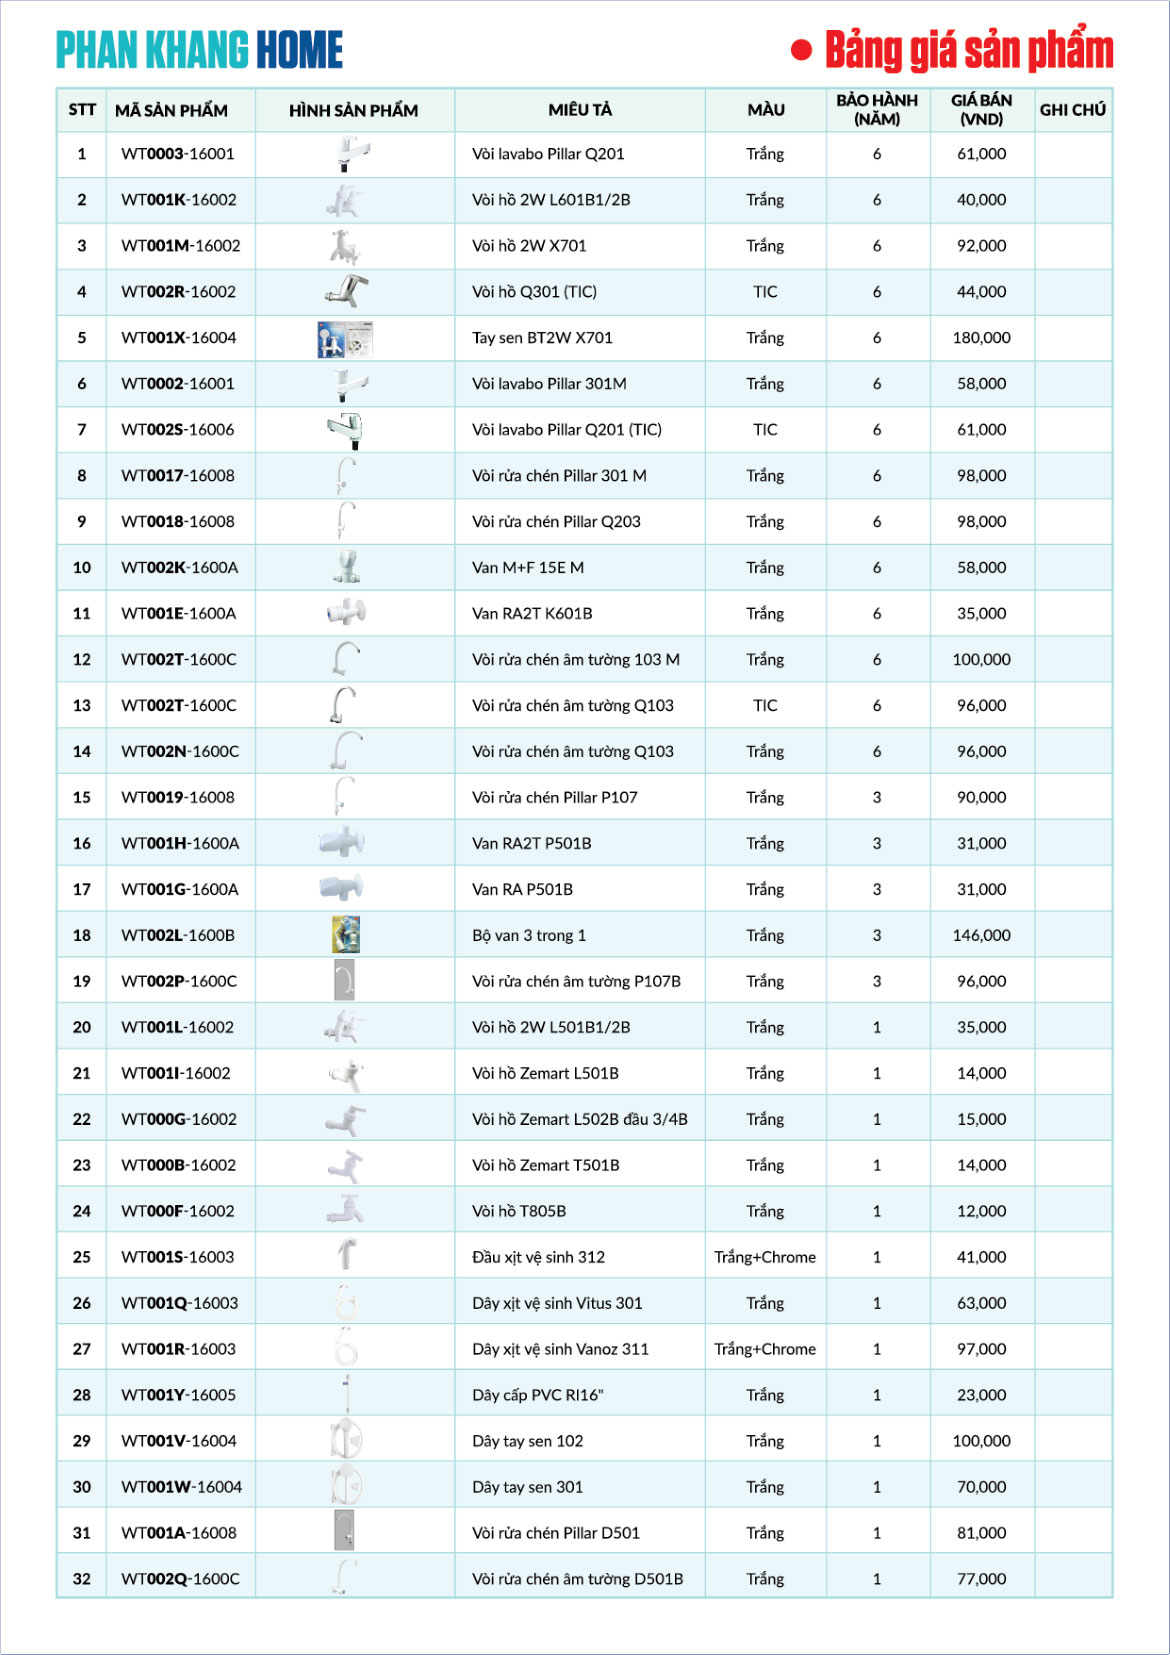 PHAN KHANG HOME
Bảng giá sản phẩm
STT MÃ SẢN PHẨM HÌNH SẢN PHẨM MIÊU TẢ MÀU BẢO HÀNH (NĂM) GIÁ BÁN (VND) GHI CHÚ
1 WT0003-16001 Vòi lavabo Pillar Q201 Trắng 6 61,000
2 WT001K-16002 Vòi hồ 2W L601B1/2B Trắng 6 40,000
3 WT001M-16002 Vòi hồ 2W X701 Trắng 6 92,000
4 WT002R-16002 Vòi hồ Q301 (TIC) TIC 6 44,000
5 WT001X-16004 Tay sen BT2W X701 Trắng 6 180,000
6 WT0002-16001 Vòi lavabo Pillar 301M Trắng 6 58,000
7 WT002S-16006 Vòi lavabo Pillar Q201 (TIC) TIC 6 61,000
8 WT0017-16008 Vòi rửa chén Pillar 301 M Trắng 6 98,000
9 WT0018-16008 Vòi rửa chén Pillar Q203 Trắng 6 98,000
10 WT002K-1600A Van M+F 15E M Trắng 6 58,000
11 WT001E-1600A Van RA2T K601B Trắng 6 35,000
12 WT002T-1600C Vòi rửa chén âm tường 103 M Trắng 6 100,000
13 WT002T-1600C Vòi rửa chén âm tường Q103 TIC 6 96,000
14 WT002N-1600C Vòi rửa chén âm tường Q103 Trắng 6 96,000
15 WT0019-16008 Vòi rửa chén Pillar P107 Trắng 3 90,000
16 WT001H-1600A Van RA2T P501B Trắng 3 31,000
17 WT001G-1600A Van RA P501B Trắng 3 31,000
18 WT002L-1600B Bộ van 3 trong 1 Trắng 3 146,000
19 WT002P-1600C Vòi rửa chén âm tường P107B Trắng 3 96,000
20 WT001L-16002 Vòi hồ 2W L501B1/2B Trắng 1 35,000
21 WT001I-16002 Vòi hồ Zemart L501B Trắng 1 14,000
22 WT000G-16002 Vòi hồ Zemart L502B đầu 3/4B Trắng 1 15,000
23 WT000B-16002 Vòi hồ Zemart T501B Trắng 1 14,000
24 WT000F-16002 Vòi hồ T805B Trắng 1 12,000
25 WT001S-16003 Đầu xịt vệ sinh 312 Trắng+Chrome 1 41,000
26 WT001Q-16003 Dây xịt vệ sinh Vitus 301 Trắng 1 63,000
27 WT001R-16003 Dây xịt vệ sinh Vanoz 311 Trắng+Chrome 1 97,000
28 WT001Y-16005 Dây cấp PVC RI16" Trắng 1 23,000
29 WT001V-16004 Dây tay sen 102 Trắng 1 100,000
30 WT001W-16004 Dây tay sen 301 Trắng 1 70,000
31 WT001A-16008 Vòi rửa chén Pillar D501 Trắng 1 81,000
32 WT002Q-1600C Vòi rửa chén âm tường D501B Trắng 1 77,000